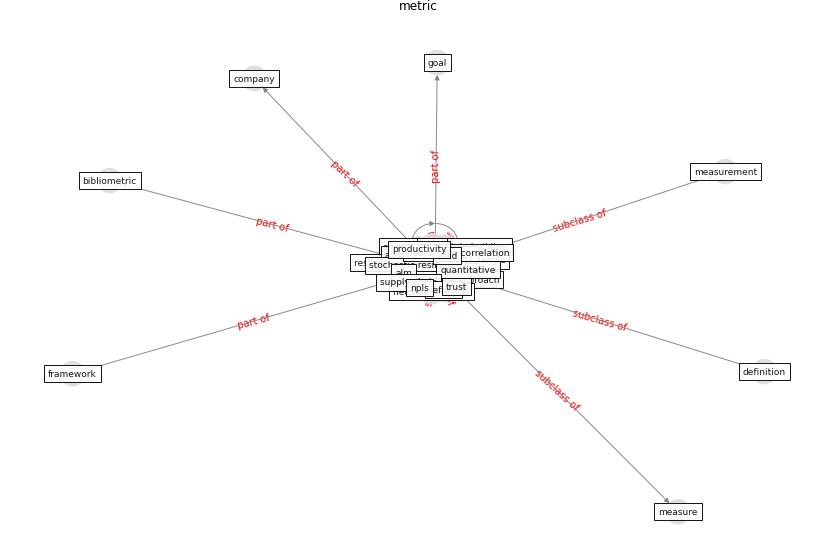 metric
goal
company
part of
measurement
part of
bibliometric
subclass of
part of
productivity
correlation
quantitative
alm
trust
npls
part of
subclass of
framework
definition
subclass of
measure